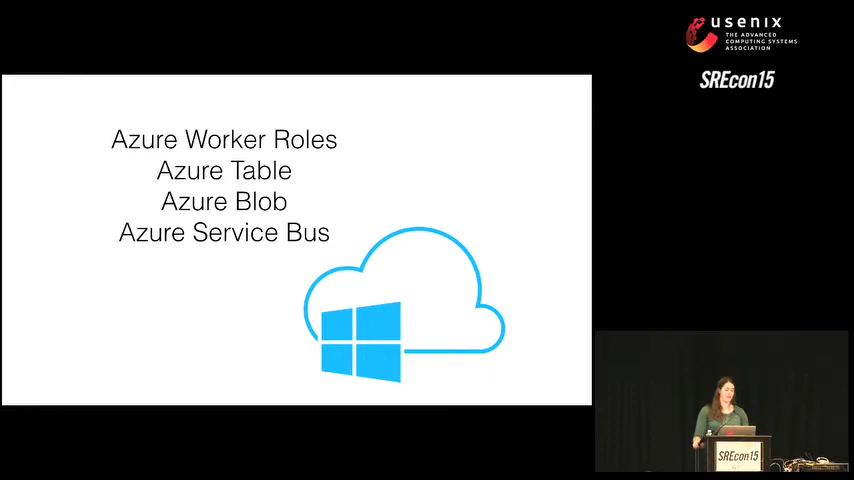 usenix
THE ADVANCED
COMPUTING SYSTEMS
ASSOCIATION
SREcon15
Azure Worker Roles
Azure Table
Azure Blob
Azure Service Bus
SREcon15